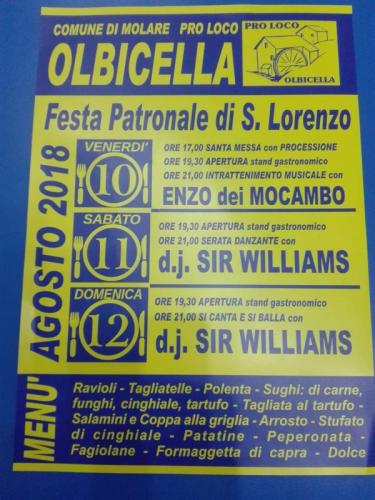 COMUNE DI MOLARE PRO LOCO
OLBICELLA
PRO LOCO
OLBICELLA
Festa Patronale di S. Lorenzo
AGOSTO 2018
VENERDI'
10
ORE 17,00 SANTA MESSA con PROCESSIONE
ORE 19,30 APERTURA stand gastronomico
ORE 21,00 INTRATTENIMENTO MUSICALE con
ENZO dei MOCAMBO
SABATO
11
ORE 19,30 APERTURA stand gastronomico
ORE 21,00 SERATA DANZANTE con
d.j. SIR WILLIAMS
DOMENICA
12
ORE 19,30 APERTURA stand gastronomico
ORE 21,00 SI CANTA E SI BALLA con
d.j. SIR WILLIAMS
MENU'
Ravioli - Tagliatelle - Polenta - Sughi: di carne,
funghi, cinghiale, tartufo - Tagliata al tartufo -
Salamini e Coppa alla griglia - Arrosto - Stufato
di cinghiale - Patatine - Peperonata -
Fagiolane - Formaggetta di capra - Dolce